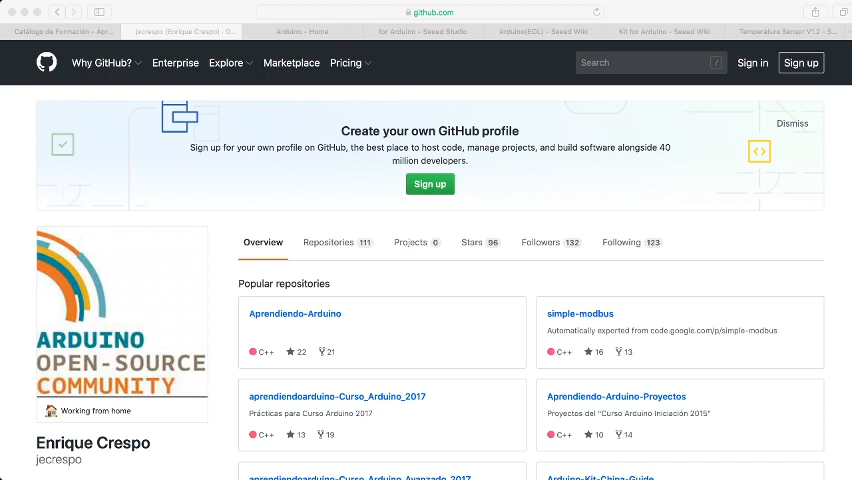 github.com
Catálogo de Formación – Apr...
jecrespo (Enrique Crespo) · G...
Arduino - Home
for Arduino – Seeed Studio
Arduino(EOL) – Seeed Wiki
Kit for Arduino – Seeed Wiki
Temperature Sensor V1.2 – S...
Why GitHub?
Enterprise
Explore
Marketplace
Pricing
Search
/
Sign in
Sign up
Create your own GitHub profile
Dismiss
Sign up for your own profile on GitHub, the best place to host code, manage projects, and build software alongside 40
million developers.
Sign up
Overview
Repositories 111
Projects 0
Stars 96
Followers 132
Following 123
ARDUINO
OPEN-SOURCE
COMMUNITY
Working from home
Enrique Crespo
jecrespo
Popular repositories
Aprendiendo-Arduino
C++ 22 21
simple-modbus
Automatically exported from code.google.com/p/simple-modbus
C++ 16 13
aprendiendoarduino-Curso_Arduino_2017
Prácticas para Curso Arduino 2017
C++ 13 19
Aprendiendo-Arduino-Proyectos
Proyectos del "Curso Arduino Iniciación 2015"
C++ 10 14
aprendiendoarduino-Curso_Arduino_Avanzado_2017
Arduino-Kit-China-Guide